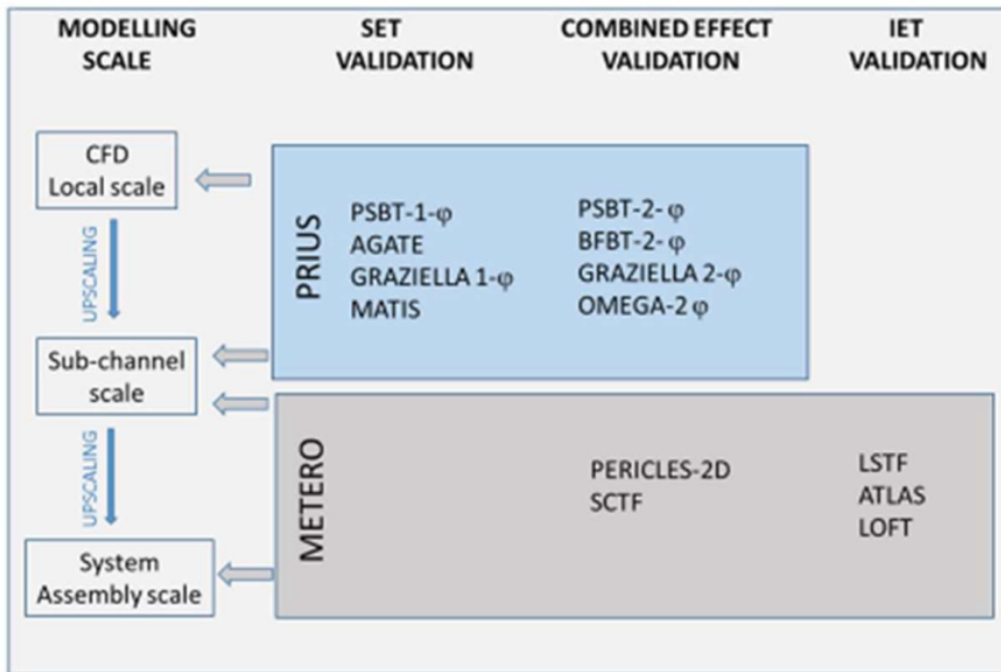 MODELLING
SCALE
SET
VALIDATION
COMBINED EFFECT
VALIDATION
IET
VALIDATION
CFD
Local scale
UPSCALING
Sub-channel
scale
UPSCALING
System
Assembly scale
PRIUS
PSBT-1-φ
AGATE
GRAZIELLA 1-φ
MATIS
PSBT-2- φ
BFBT-2- φ
GRAZIELLA 2-φ
OMEGA-2 φ
METERO
PERICLES-2D
SCTF
LSTF
ATLAS
LOFT